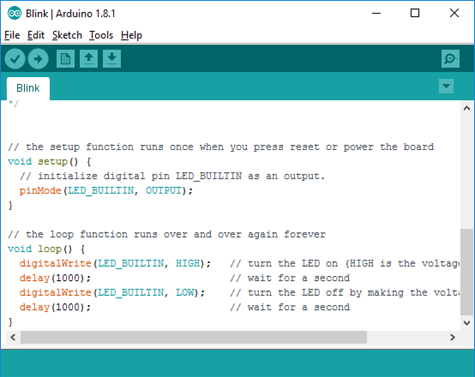 Blink | Arduino 1.8.1
File Edit Sketch Tools Help
Blink
*/
// the setup function runs once when you press reset or power the board
void setup() {
  // initialize digital pin LED_BUILTIN as an output.
  pinMode(LED_BUILTIN, OUTPUT);
}
// the loop function runs over and over again forever
void loop() {
  digitalWrite(LED_BUILTIN, HIGH);   // turn the LED on (HIGH is the voltage
  delay(1000);                       // wait for a second
  digitalWrite(LED_BUILTIN, LOW);    // turn the LED off by making the volta
  delay(1000);                       // wait for a second
}